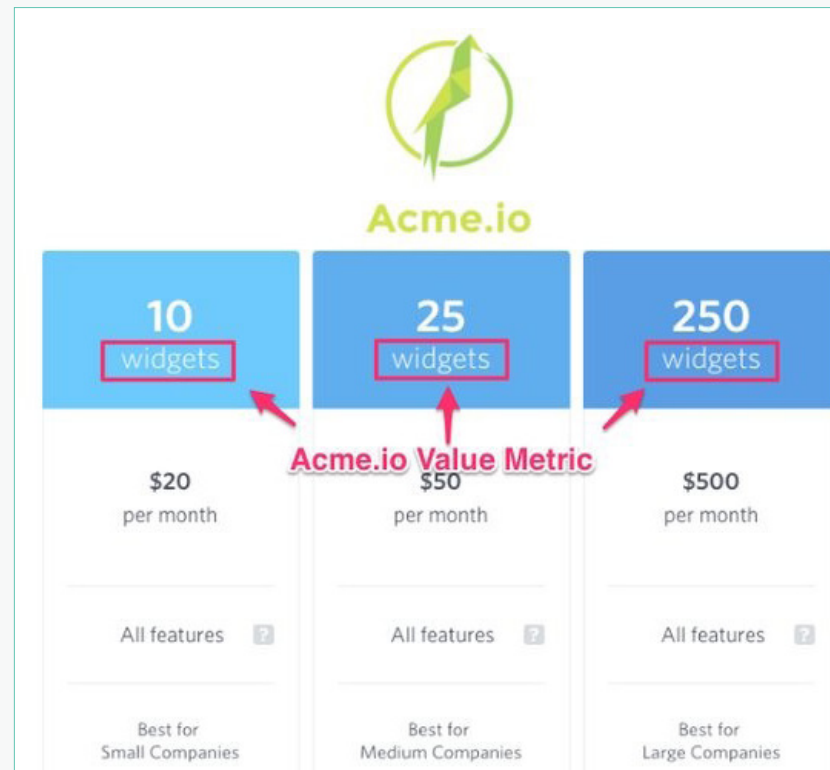 Acme.io
10
widgets
25
widgets
250
widgets
Acme.io Value Metric
$20
per month
$50
per month
$500
per month
All features ?
All features ?
All features ?
Best for
Small Companies
Best for
Medium Companies
Best for
Large Companies